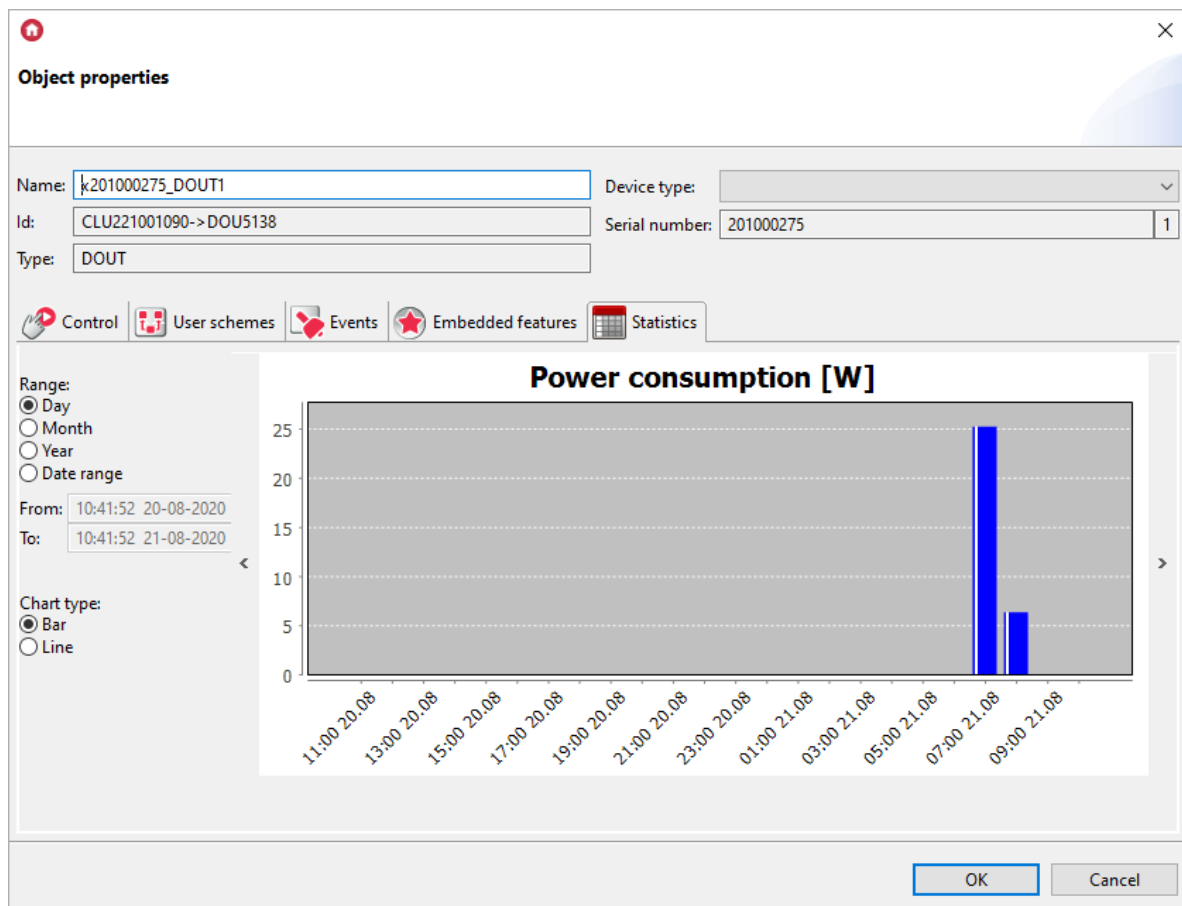 Object properties
Name: x201000275_DOUT1
Device type:
Id: CLU221001090->DOU5138
Serial number: 201000275 1
Type: DOUT
Control User schemes Events Embedded features Statistics
Range:
Day
Month
Year
Date range
From: 10:41:52 20-08-2020
To: 10:41:52 21-08-2020
Chart type:
Bar
Line
Power consumption [W]
25
20
15
10
5
0
11:00 20.08
13:00 20.08
15:00 20.08
17:00 20.08
19:00 20.08
21:00 20.08
23:00 20.08
01:00 21.08
03:00 21.08
05:00 21.08
07:00 21.08
09:00 21.08
OK Cancel